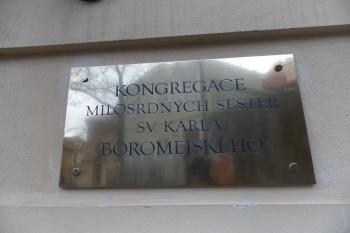 KONGREGACE
MILOSRDNÝCH SESTER
SV. KARLA
BOROMEJSKÉHO